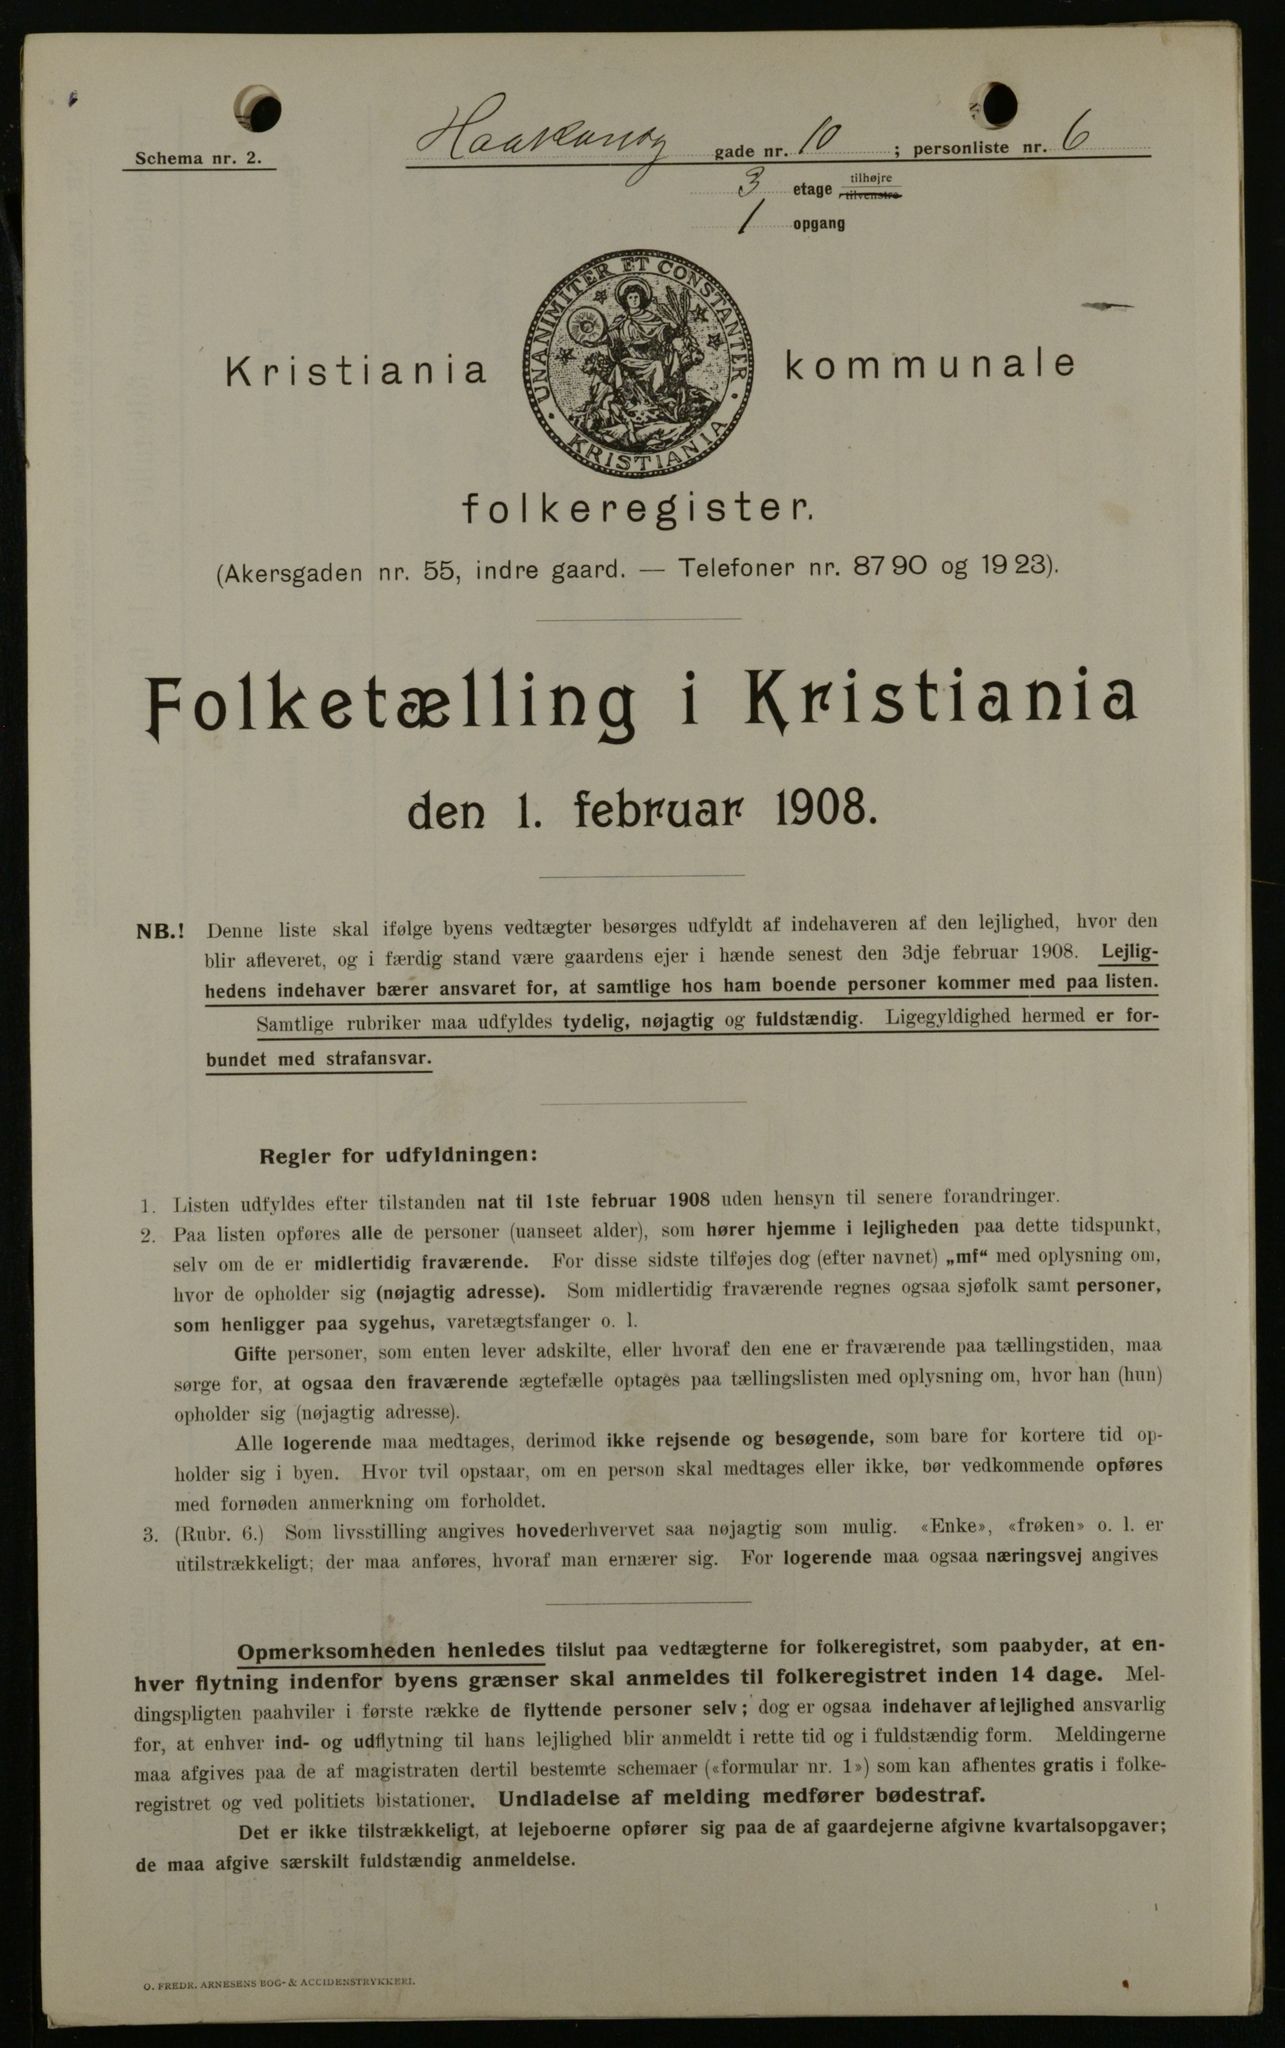 Schema nr. 2.
Haakonsg gade nr. 10 ; personliste nr. 6
3 etage tilhøjre tilvenstre
1 opgang
UNANIMITER ET CONSTANTER · KRISTIANIA ·
Kristiania kommunale
folkeregister.
(Akersgaden nr. 55, indre gaard. — Telefoner nr. 87 90 og 19 23).
Folketælling i Kristiania
den 1. februar 1908.
NB.! Denne liste skal ifølge byens vedtægter besørges udfyldt af indehaveren af den lejlighed, hvor den
blir afleveret, og i færdig stand være gaardens ejer i hænde senest den 3dje februar 1908. Lejlig-
hedens indehaver bærer ansvaret for, at samtlige hos ham boende personer kommer med paa listen.
Samtlige rubriker maa udfyldes tydelig, nøjagtig og fuldstændig. Ligegyldighed hermed er for-
bundet med strafansvar.
Regler for udfyldningen:
1. Listen udfyldes efter tilstanden nat til 1ste februar 1908 uden hensyn til senere forandringer.
2. Paa listen opføres alle de personer (uanseet alder), som hører hjemme i lejligheden paa dette tidspunkt,
selv om de er midlertidig fraværende. For disse sidste tilføjes dog (efter navnet) „mf“ med oplysning om,
hvor de opholder sig (nøjagtig adresse). Som midlertidig fraværende regnes ogsaa sjøfolk samt personer,
som henligger paa sygehus, varetægtsfanger o. l.
Gifte personer, som enten lever adskilte, eller hvoraf den ene er fraværende paa tællingstiden, maa
sørge for, at ogsaa den fraværende ægtefælle optages paa tællingslisten med oplysning om, hvor han (hun)
opholder sig (nøjagtig adresse).
Alle logerende maa medtages, derimod ikke rejsende og besøgende, som bare for kortere tid op-
holder sig i byen. Hvor tvil opstaar, om en person skal medtages eller ikke, bør vedkommende opføres
med fornøden anmerkning om forholdet.
3. (Rubr. 6.) Som livsstilling angives hovederhvervet saa nøjagtig som mulig. «Enke», «frøken» o. l. er
utilstrækkeligt; der maa anføres, hvoraf man ernærer sig. For logerende maa ogsaa næringsvej angives
Opmerksomheden henledes tilslut paa vedtægterne for folkeregistret, som paabyder, at en-
hver flytning indenfor byens grænser skal anmeldes til folkeregistret inden 14 dage. Mel-
dingspligten paahviler i første række de flyttende personer selv; dog er ogsaa indehaver af lejlighed ansvarlig
for, at enhver ind- og udflytning til hans lejlighed blir anmeldt i rette tid og i fuldstændig form. Meldingerne
maa afgives paa de af magistraten dertil bestemte schemaer («formular nr. 1») som kan afhentes gratis i folke-
registret og ved politiets bistationer. Undladelse af melding medfører bødestraf.
Det er ikke tilstrækkeligt, at lejeboerne opfører sig paa de af gaardejerne afgivne kvartalsopgaver;
de maa afgive særskilt fuldstændig anmeldelse.
O. FREDR. ARNESENS BOG- & ACCIDENSTRYKKERI.